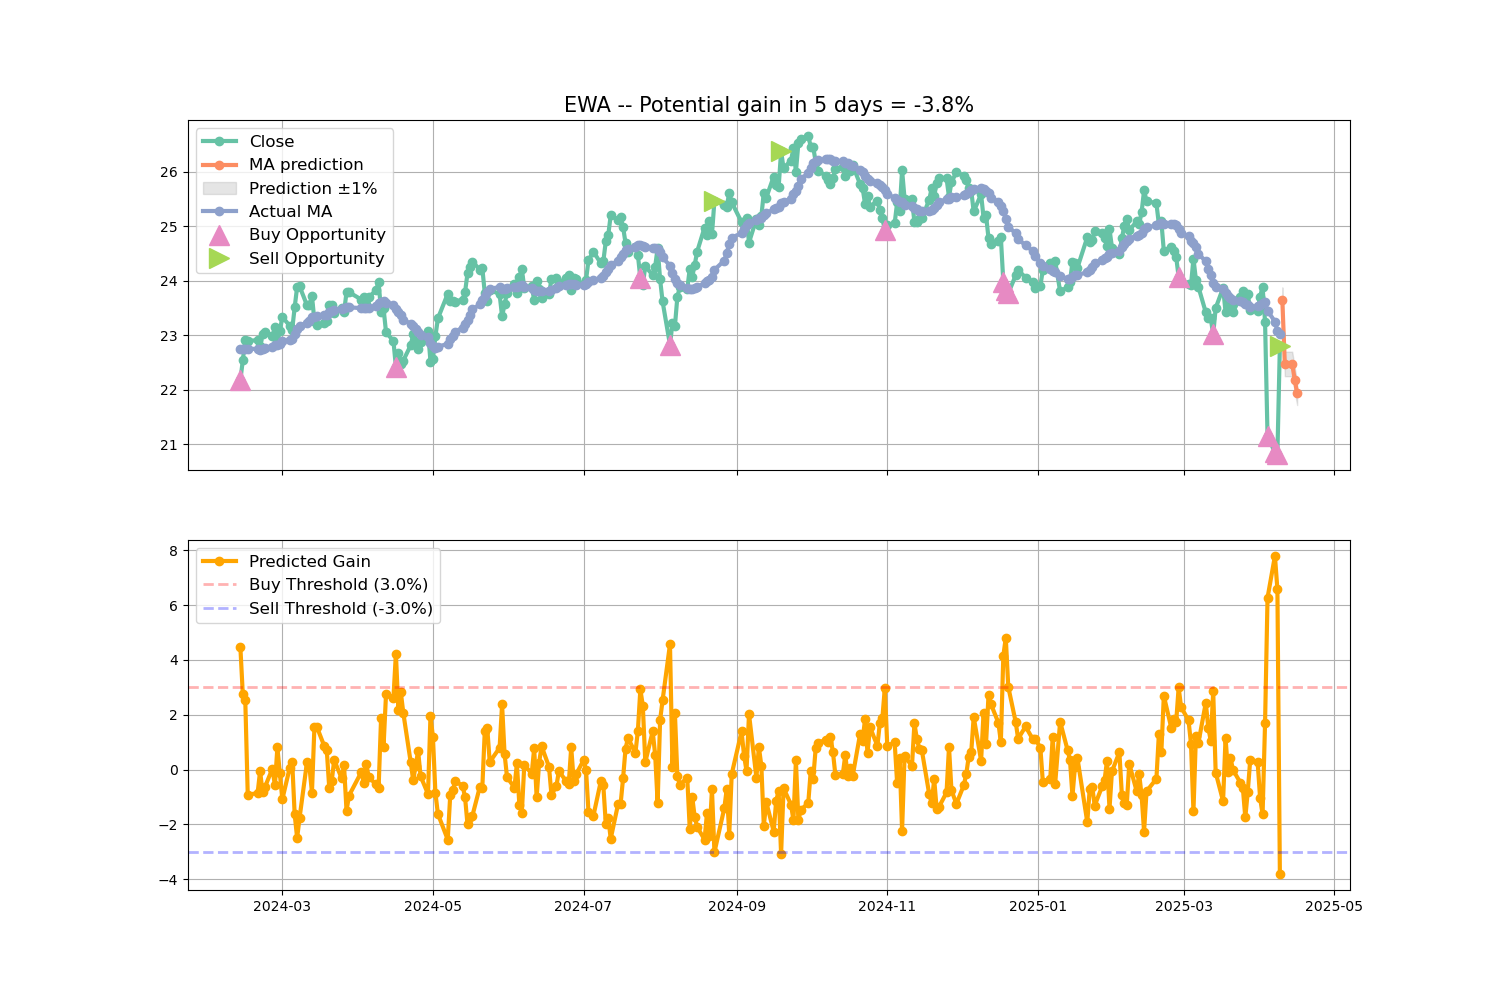 EWA -- Potential gain in 5 days = -3.8%
Close
MA prediction
Prediction ±1%
Actual MA
Buy Opportunity
Sell Opportunity
26
25
24
23
22
21
Predicted Gain
Buy Threshold (3.0%)
Sell Threshold (-3.0%)
8
6
4
2
0
−2
−4
2024-03
2024-05
2024-07
2024-09
2024-11
2025-01
2025-03
2025-05